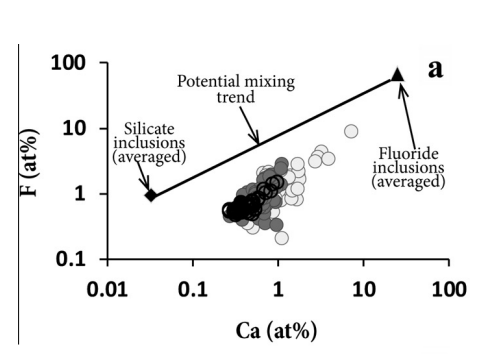 a
100
10
1
0.1
F (at%)
Potential mixing
trend
Silicate
inclusions
(averaged)
Fluoride
inclusions
(averaged)
0.01
0.1
1
10
100
Ca (at%)